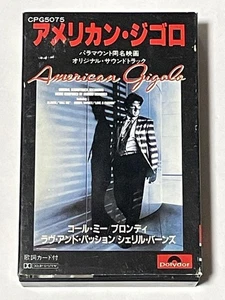 CPG5075
アメリカン・ジゴロ
パラマウント同名映画
オリジナル・サウンドトラック
American Gigolo
コール・ミー ブロンディ
ラヴ・アンド・パッション シェリル・バーンズ
歌詞カード付
Polydor